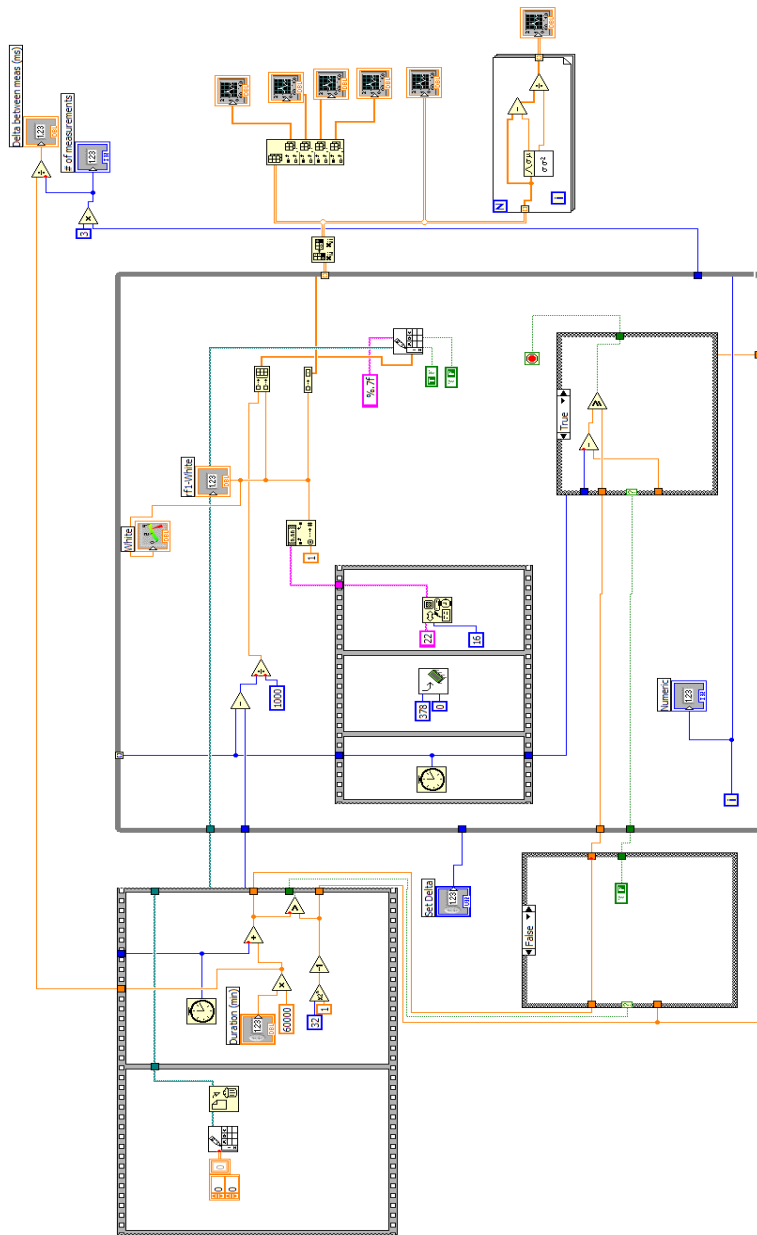 Delta between meas (ms)
# of measurements
3
White
rf1-White
%.7f
1
1000
22
16
378
0
Duration (min)
60000
32
1
0
0
0
Set Delta
False
True
Numeric
i
N
i